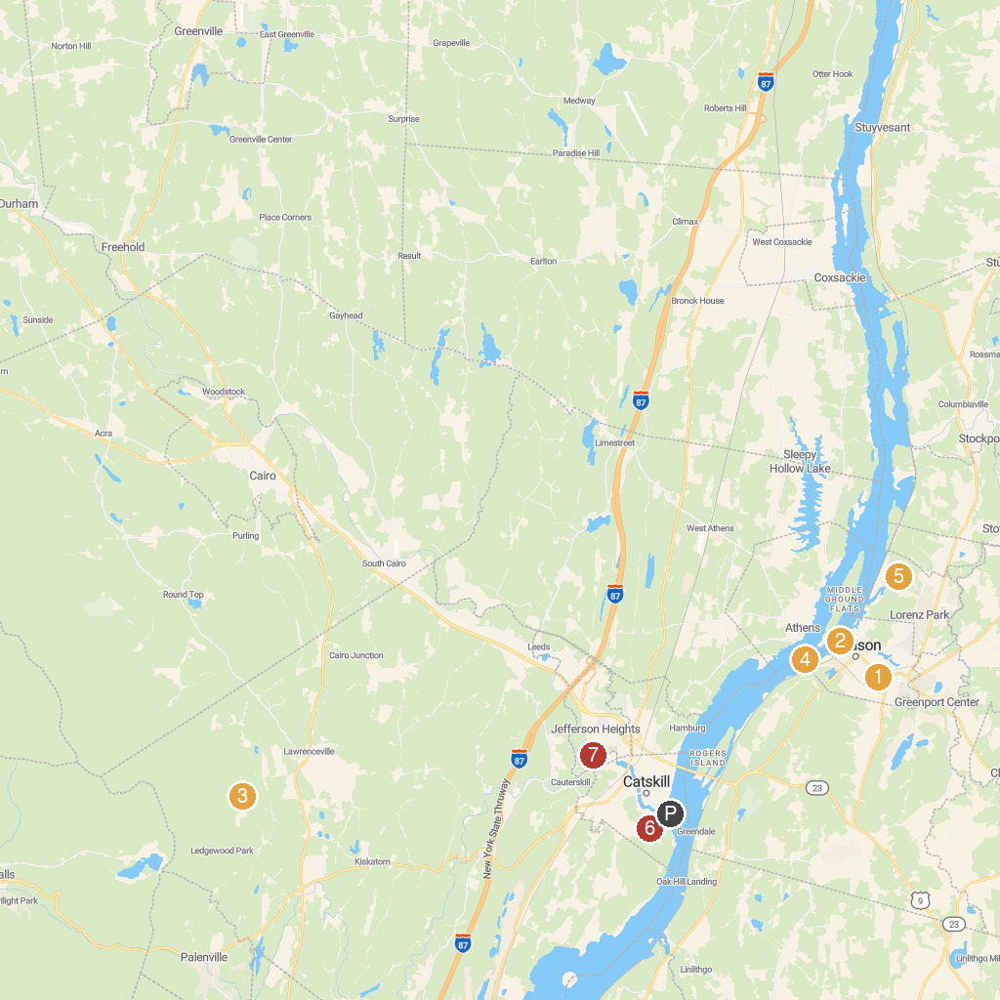 Greenville
East Greenville
Norton Hill
Grapeville
Otter Hook
87
Medway
Roberts Hill
Surprise
Stuyvesant
Greenville Center
Paradise Hill
Durham
Place Corners
Climax
West Coxsackie
Freehold
Result
Earlton
Coxsackie
Bronck House
Gayhead
Sunside
Woodstock
87
Columbiaville
Acra
Limestreet
Sleepy
Hollow Lake
Cairo
West Athens
Purling
South Cairo
5
Round Top
87
MIDDLE
GROUND
FLATS
Lorenz Park
Athens
2
Leeds
4
Cairo Junction
1
Greenport Center
Jefferson Heights
Hamburg
7
87
ROGERS
ISLAND
Lawrenceville
Catskill
Cauterskill
23
3
P
6
Greendale
New York State Thruway
Ledgewood Park
Kiskatom
Oak Hill Landing
9
23
87
Palenville
Linlithgo
Linlithgo Mi